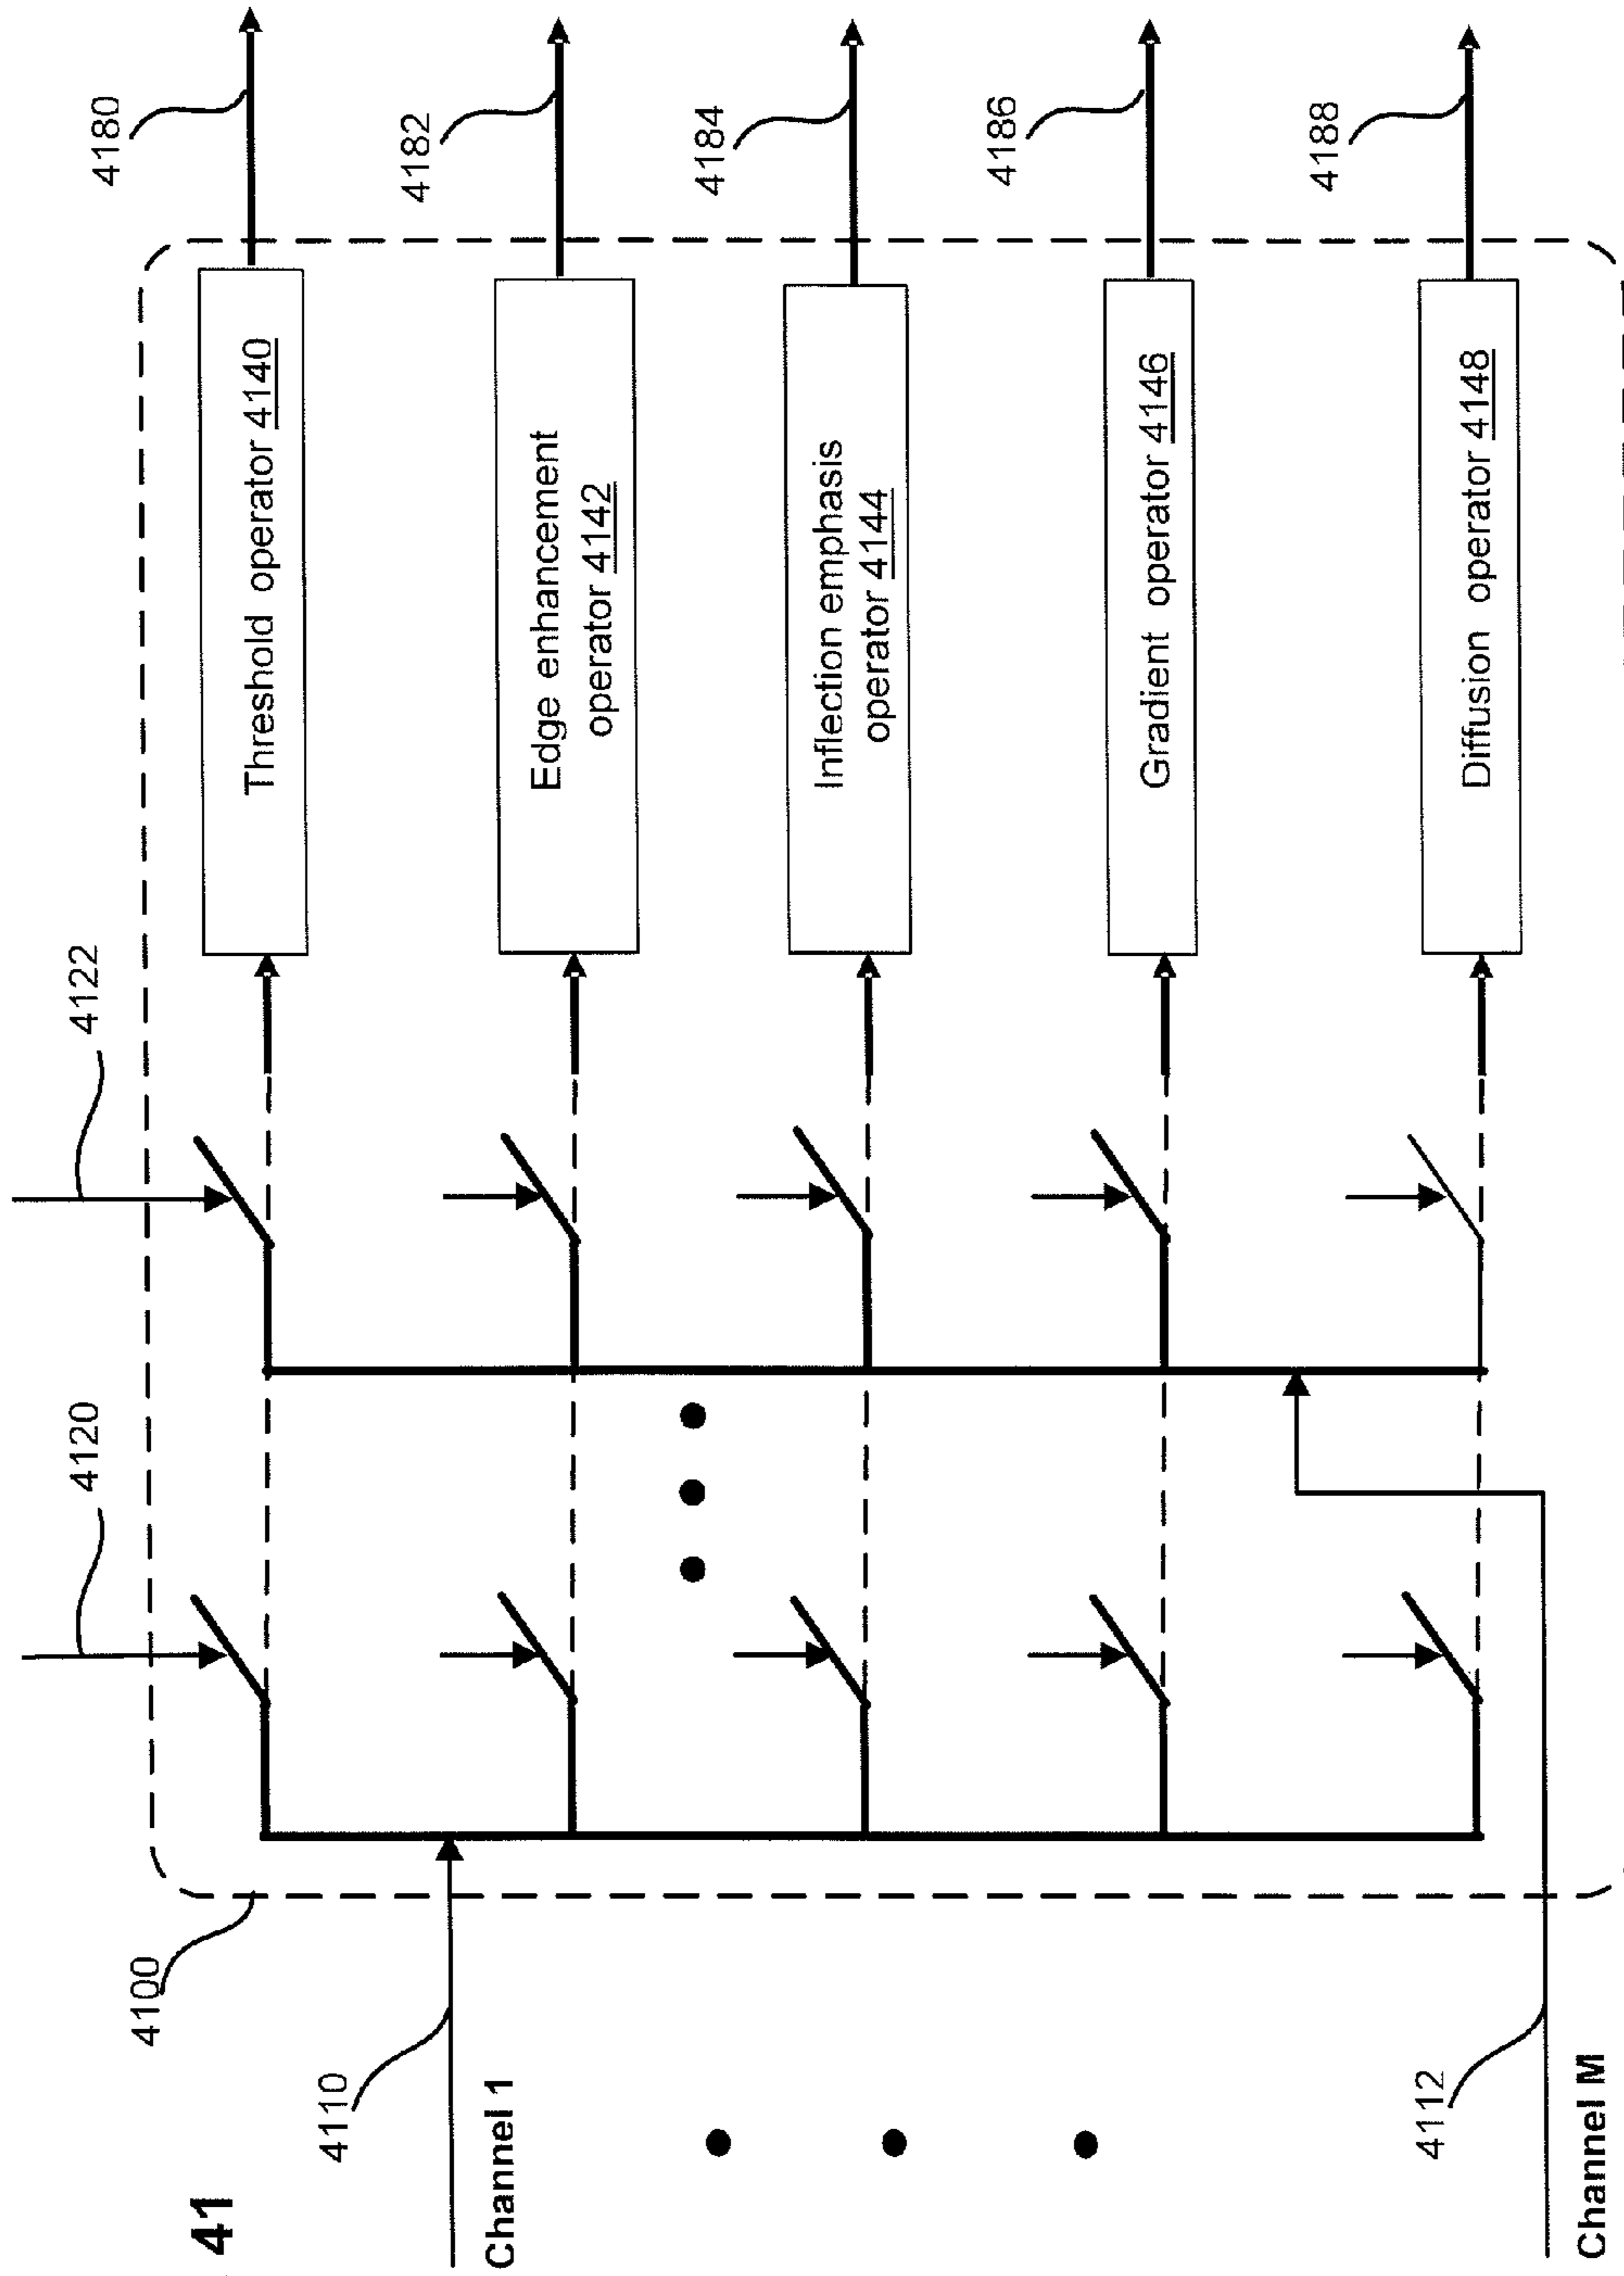 41
4100
4120
4122
4110
Channel 1
4112
Channel M
Threshold operator 4140
Edge enhancement
operator 4142
Inflection emphasis
operator 4144
Gradient operator 4146
Diffusion operator 4148
4180
4182
4184
4186
4188